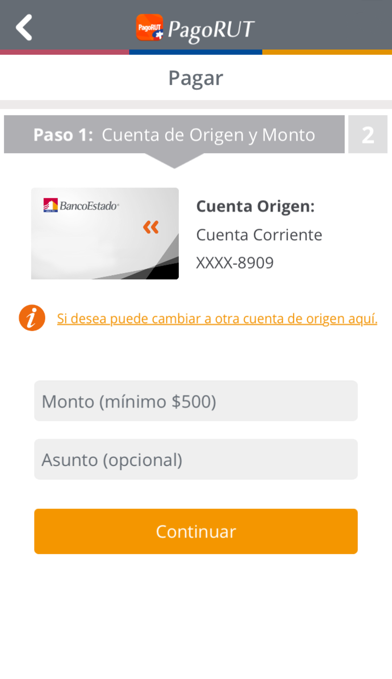 PagoRUT PagoRUT
Pagar
Paso 1: Cuenta de Origen y Monto 2
BancoEstado®
Cuenta Origen:
Cuenta Corriente
XXXX-8909
i Si desea puede cambiar a otra cuenta de origen aquí.
Monto (mínimo $500)
Asunto (opcional)
Continuar